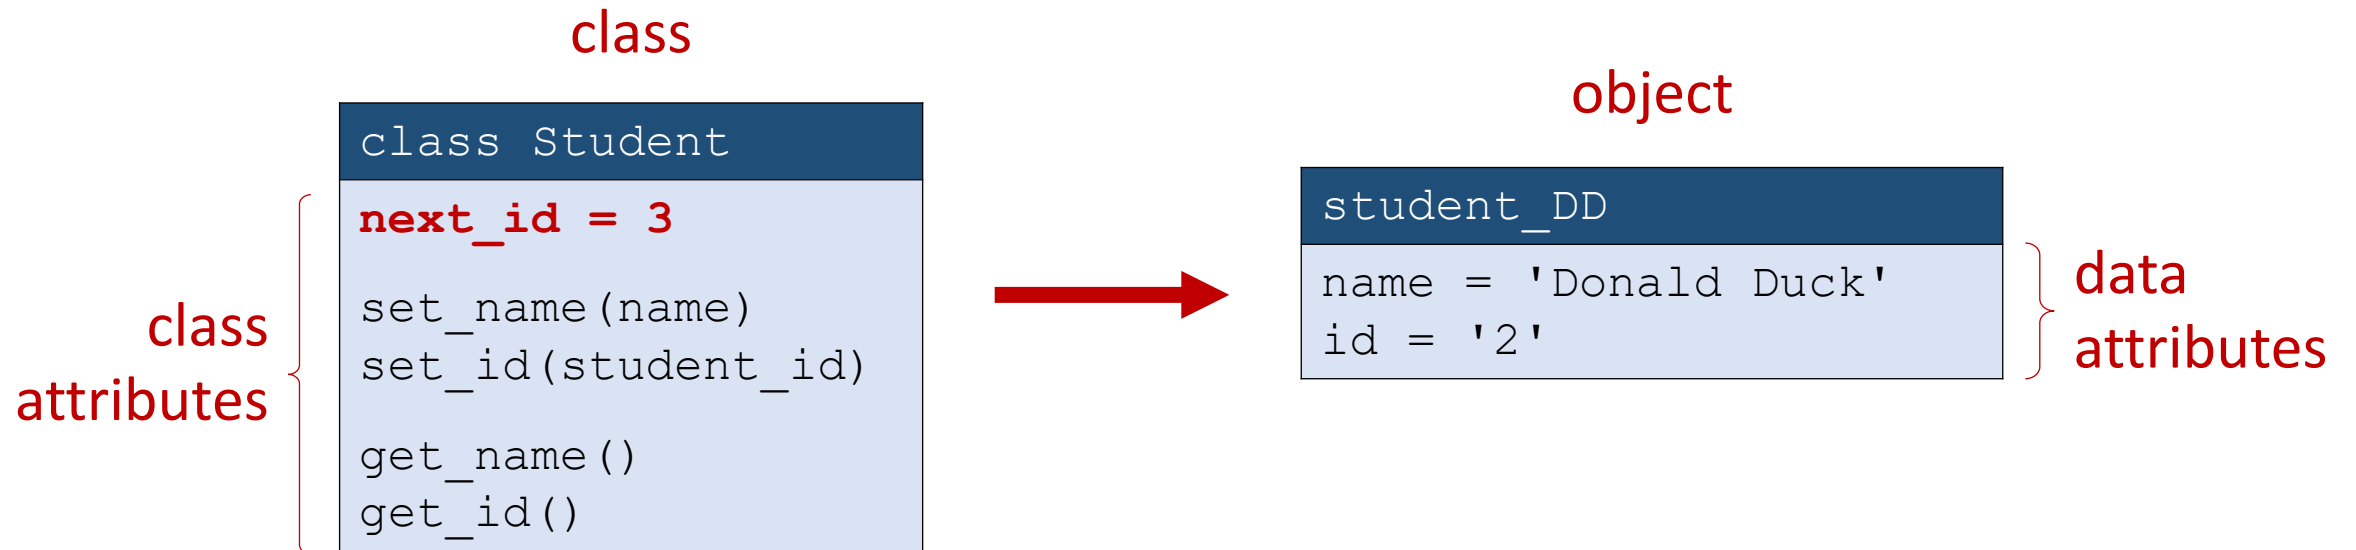 class
class Student
next_id = 3
set_name(name)
set_id(student_id)
get_name()
get_id()
class
attributes
object
student_DD
name = 'Donald Duck'
id = '2'
data
attributes